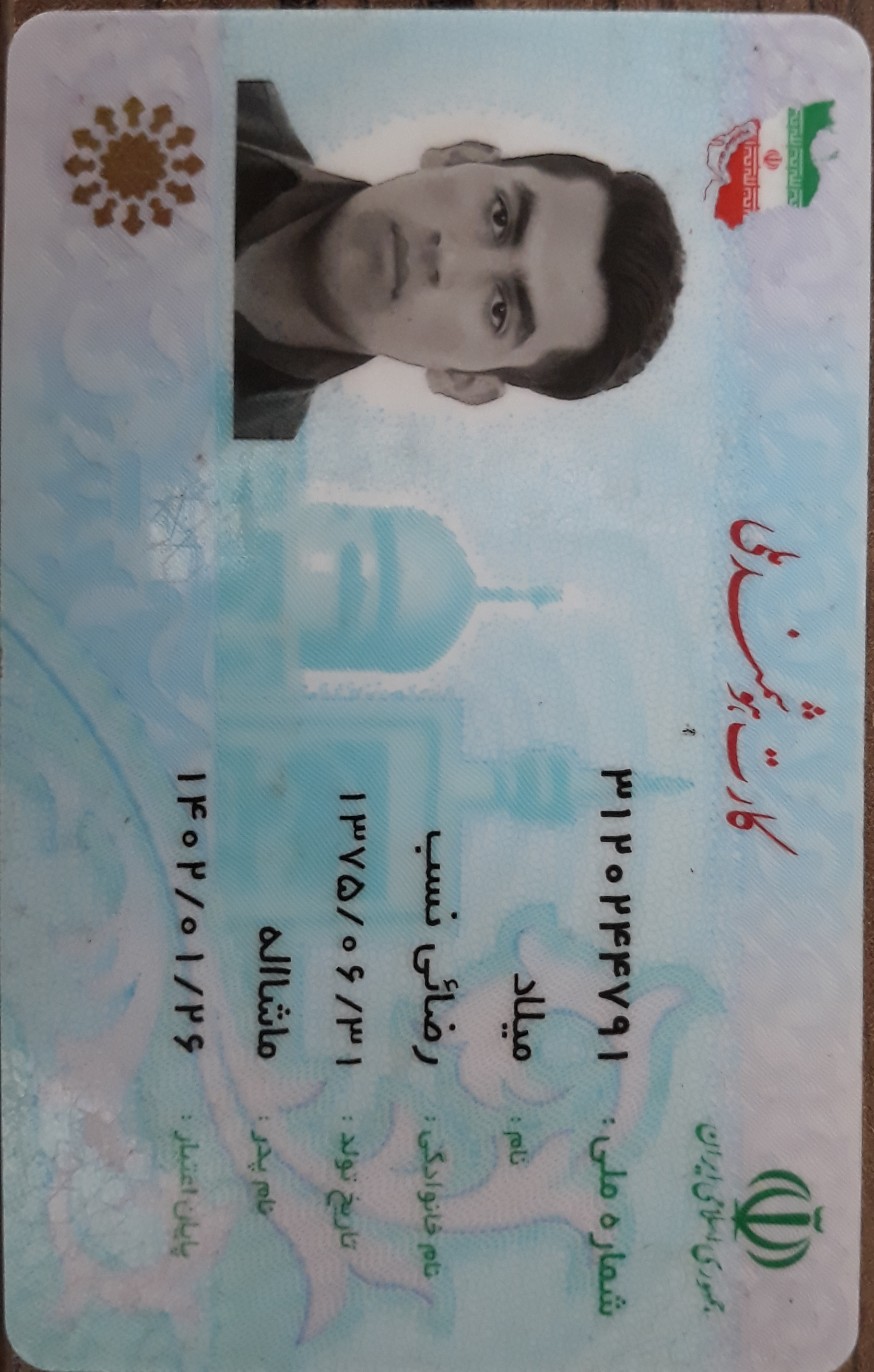 جمهوری اسلامی ایران
کارت هوشمند ملی
شماره ملی: ۳۱۲۰۲۴۴۷۹۱
نام: میلاد
نام خانوادگی: رضائی نسب
تاریخ تولد: ۱۳۷۵/۰۶/۳۱
نام پدر: ماشااله
پایان اعتبار: ۱۴۰۲/۰۱/۲۶